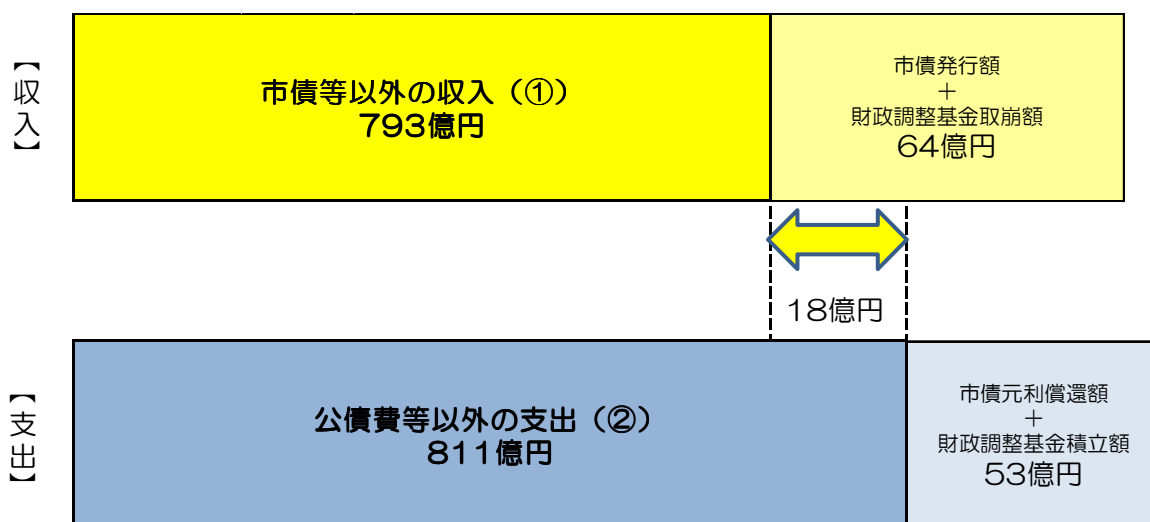 【収入】
市債等以外の収入（①）
793億円
市債発行額
＋
財政調整基金取崩額
64億円
18億円
【支出】
公債費等以外の支出（②）
811億円
市債元利償還額
＋
財政調整基金積立額
53億円